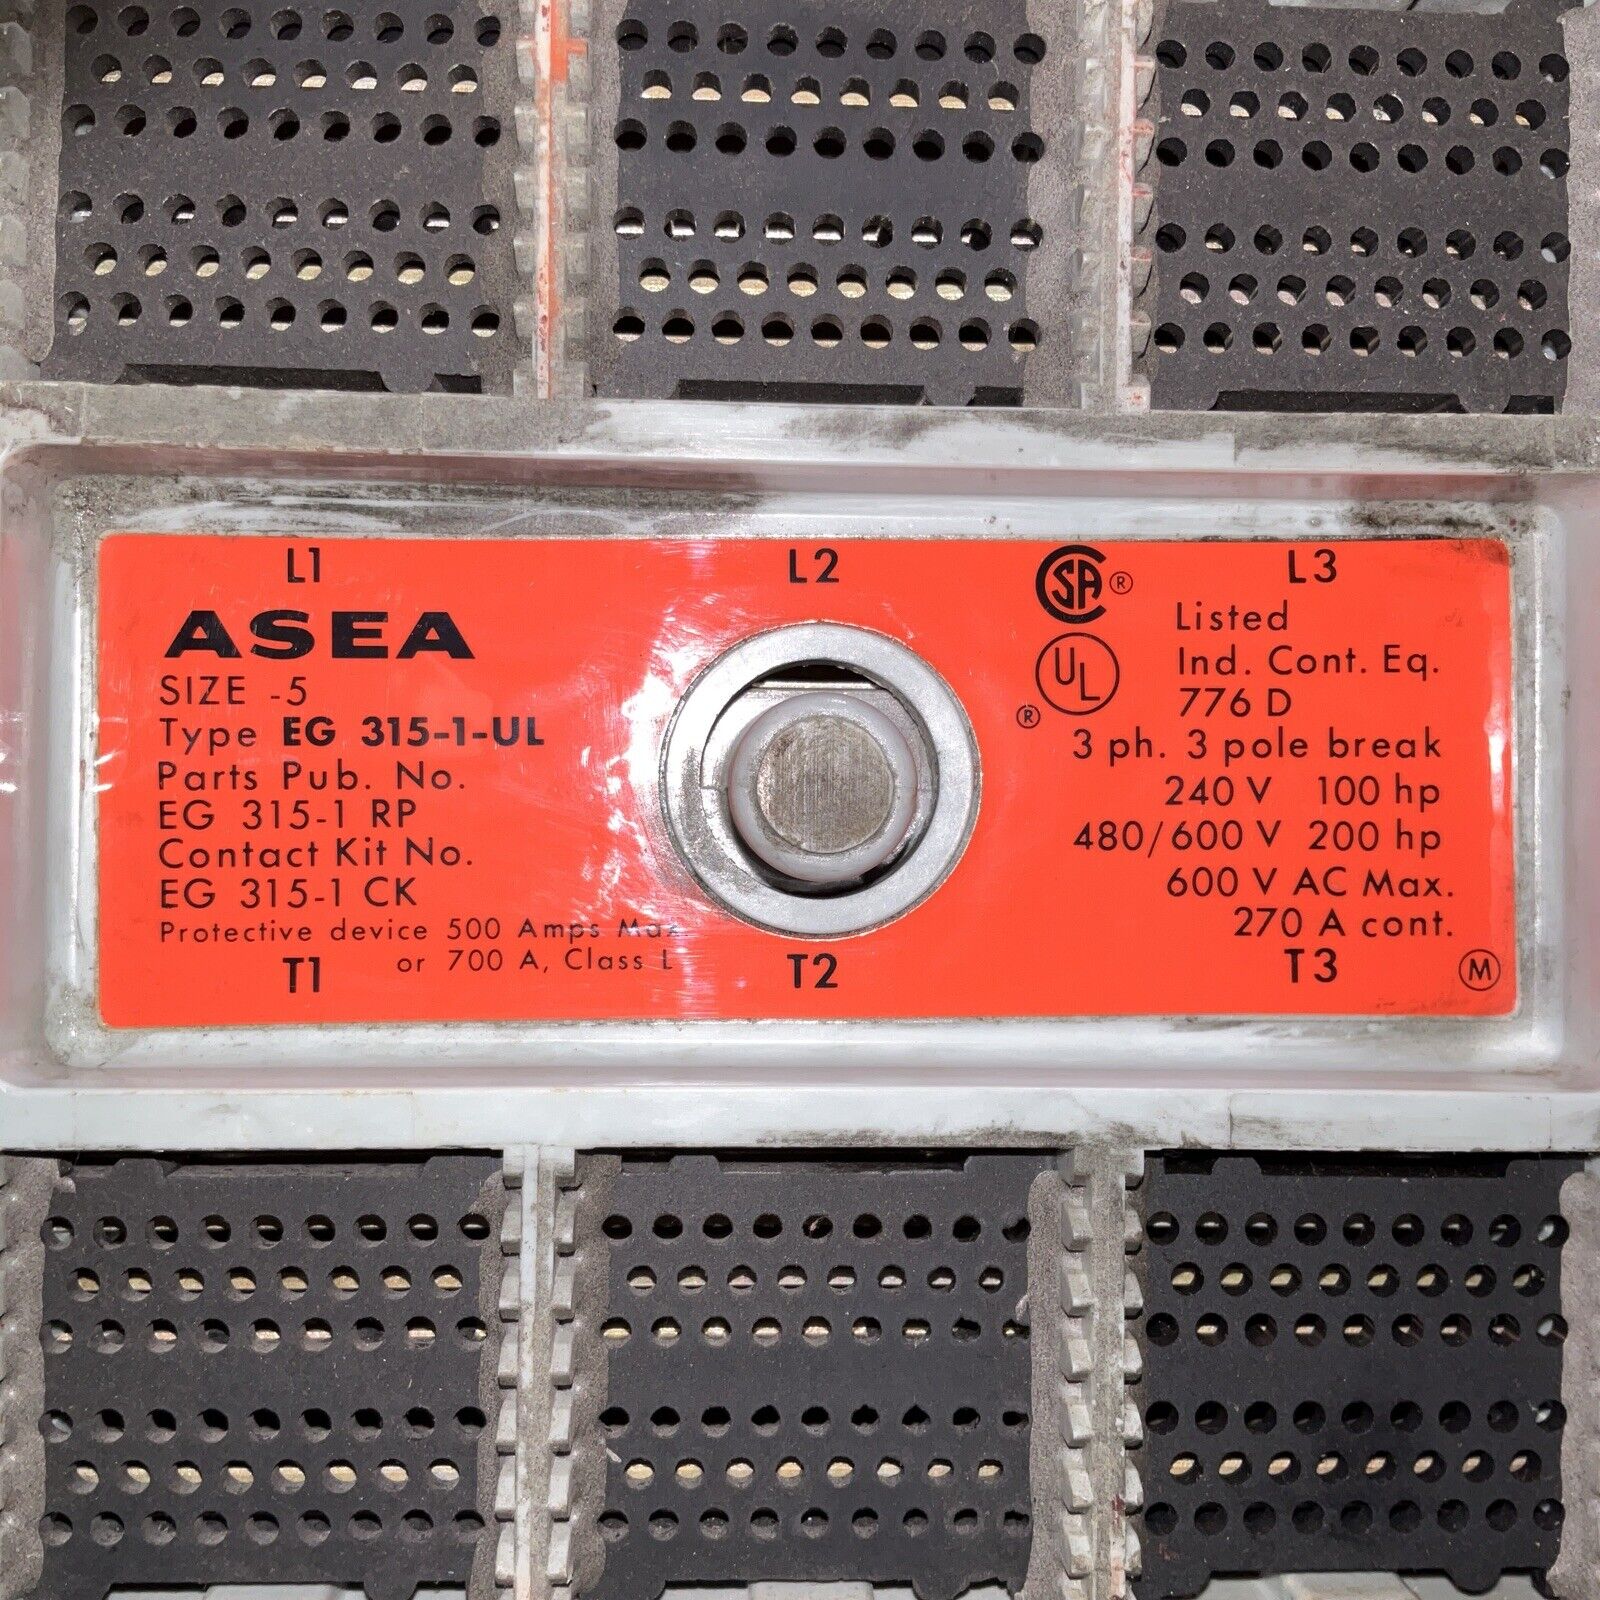 L1 L2 L3
ASEA
SIZE -5
Type EG 315-1-UL
Parts Pub. No.
EG 315-1 RP
Contact Kit No.
EG 315-1 CK
Protective device 500 Amps Max.
or 700 A, Class L
SA ®
UL ®
Listed
Ind. Cont. Eq.
776 D
3 ph. 3 pole break
240 V 100 hp
480/600 V 200 hp
600 V AC Max.
270 A cont.
T1 T2 T3 M